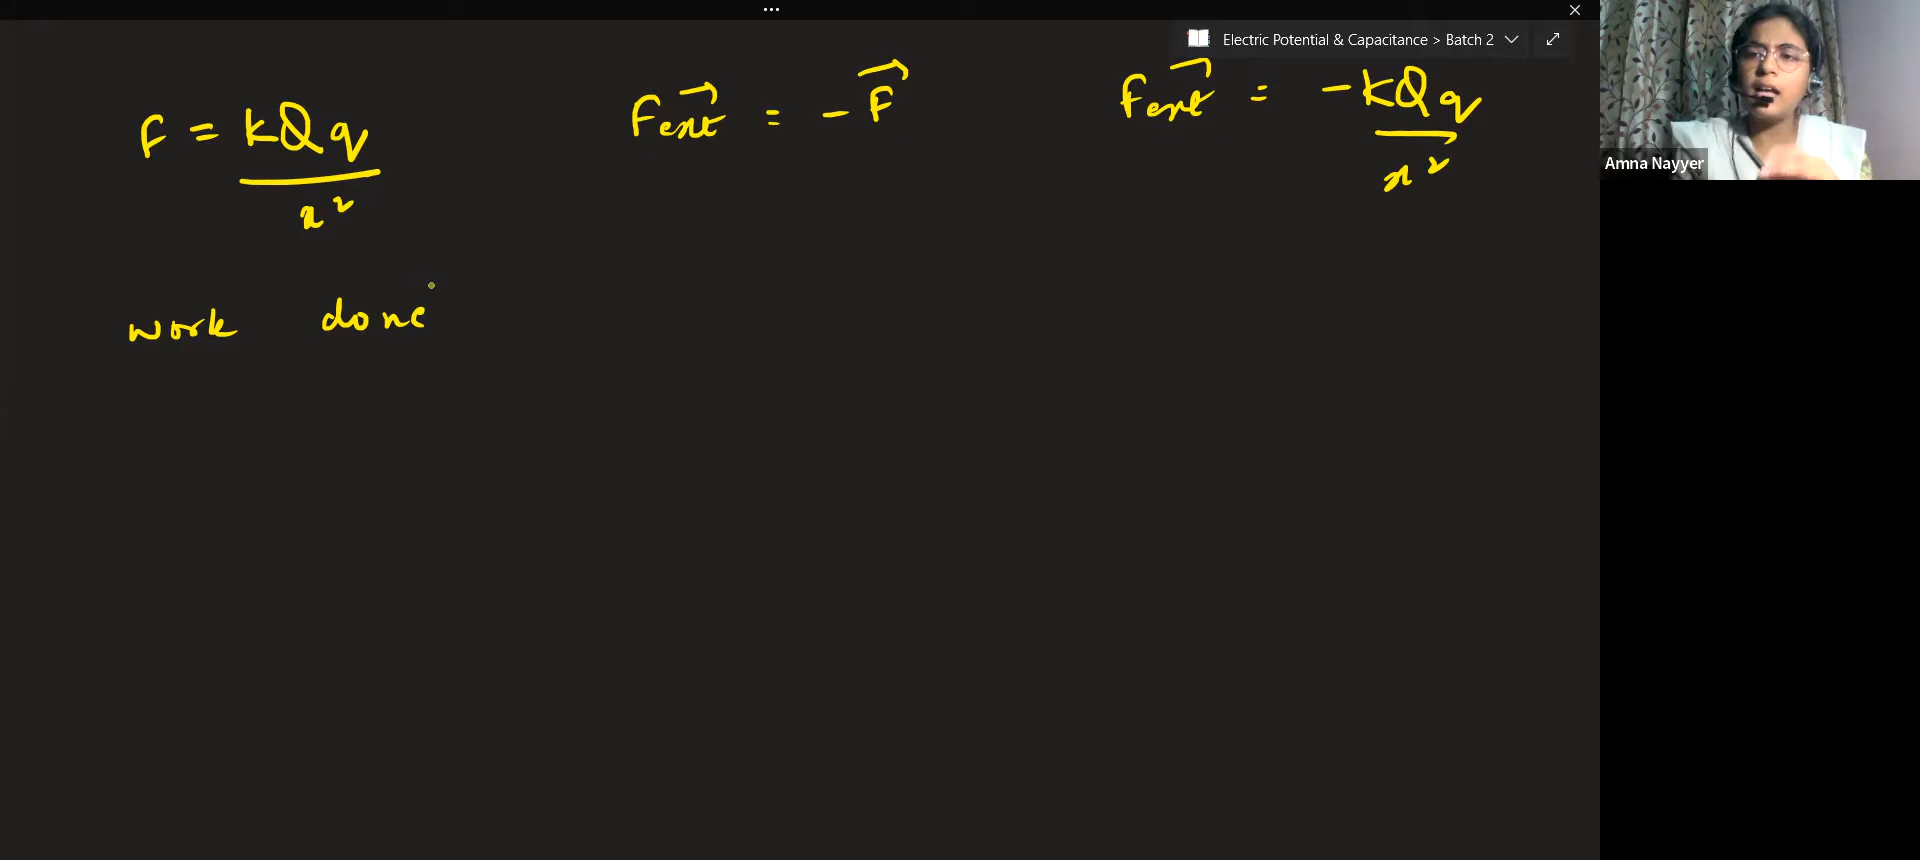 Electric Potential & Capacitance > Batch 2
F = kQq / x²
Fext = - F
Fext = - kQq / x²
Amna Nayyer
work done